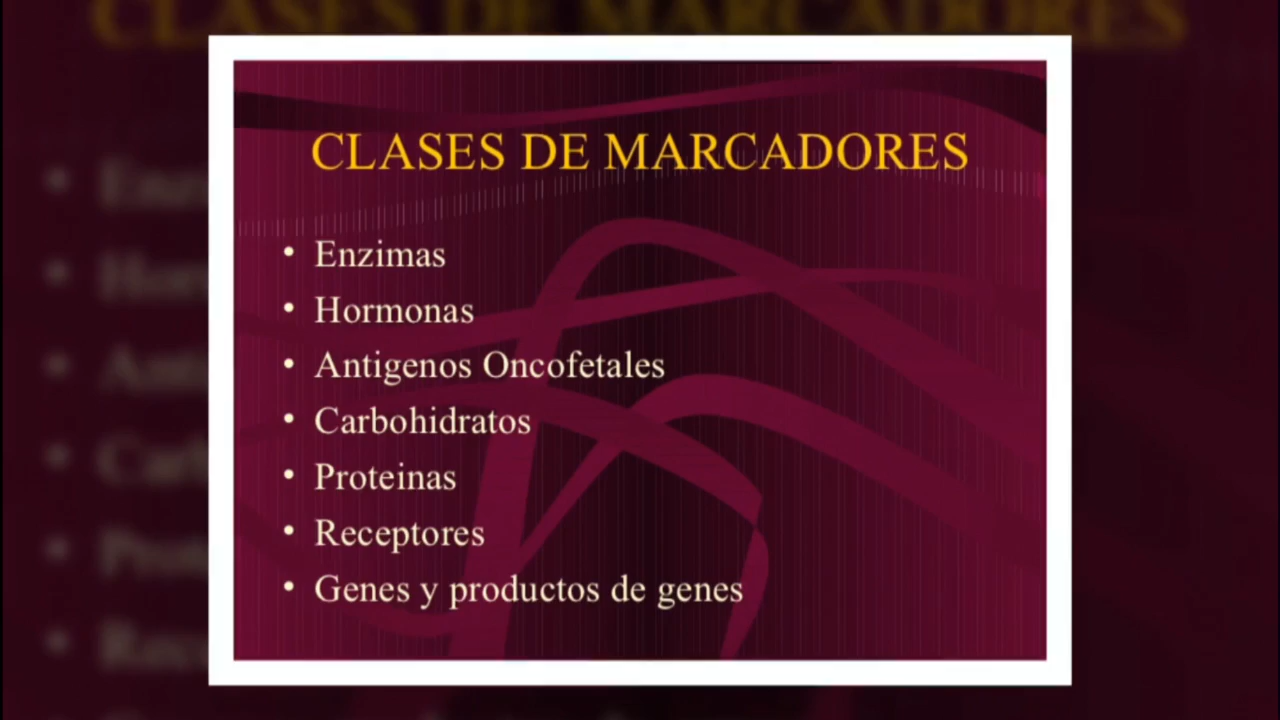 CLASES DE MARCADORES
• Enzimas
• Hormonas
• Antigenos Oncofetales
• Carbohidratos
• Proteinas
• Receptores
• Genes y productos de genes